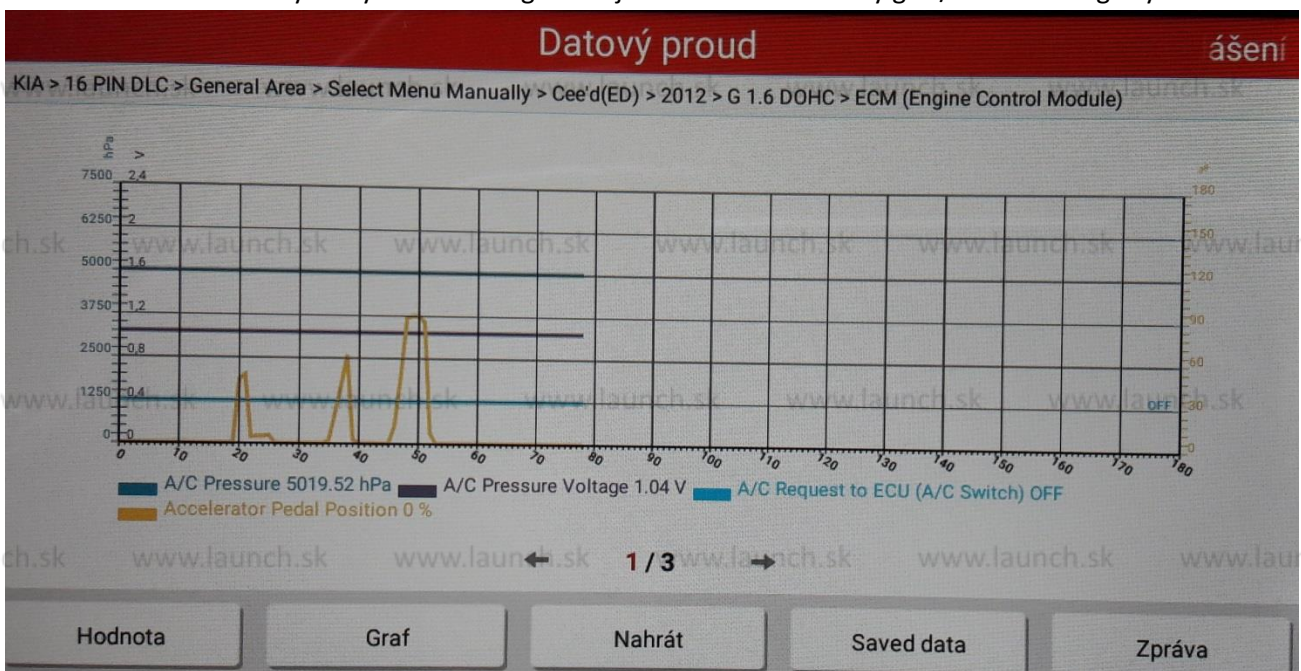 Datový proud
ášení
KIA > 16 PIN DLC > General Area > Select Menu Manually > Cee'd(ED) > 2012 > G 1.6 DOHC > ECM (Engine Control Module)
hPa V %
7500 2,4 180
6250 2 150
5000 1,6 120
3750 1,2 90
2500 0,8 60
1250 0,4 OFF 30
0 0 0
0 10 20 30 40 50 60 70 80 90 100 110 120 130 140 150 160 170 180
A/C Pressure 5019.52 hPa A/C Pressure Voltage 1.04 V A/C Request to ECU (A/C Switch) OFF
Accelerator Pedal Position 0 %
www.launch.sk
1 / 3
Hodnota Graf Nahrát Saved data Zpráva